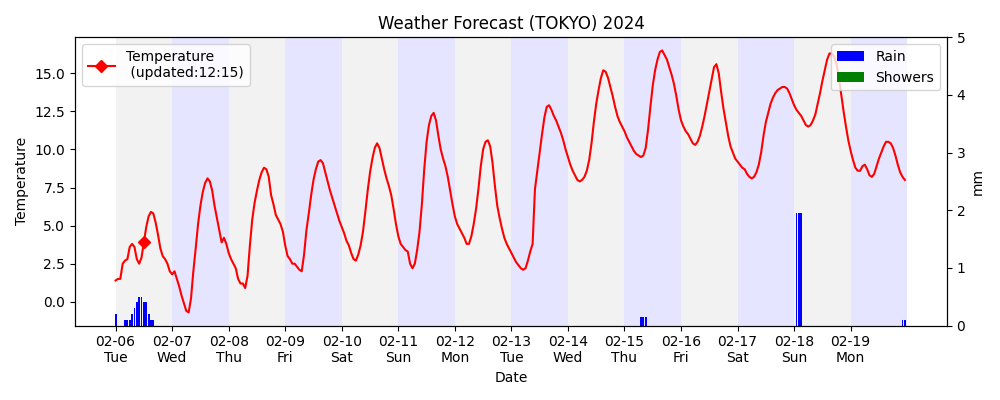 Weather Forecast (TOKYO) 2024
Temperature
(updated:12:15)
Rain
Showers
Temperature
15.0
12.5
10.0
7.5
5.0
2.5
0.0
5
4
3
2
1
0
mm
02-06 02-07 02-08 02-09 02-10 02-11 02-12 02-13 02-14 02-15 02-16 02-17 02-18 02-19
Tue Wed Thu Fri Sat Sun Mon Tue Wed Thu Fri Sat Sun Mon
Date